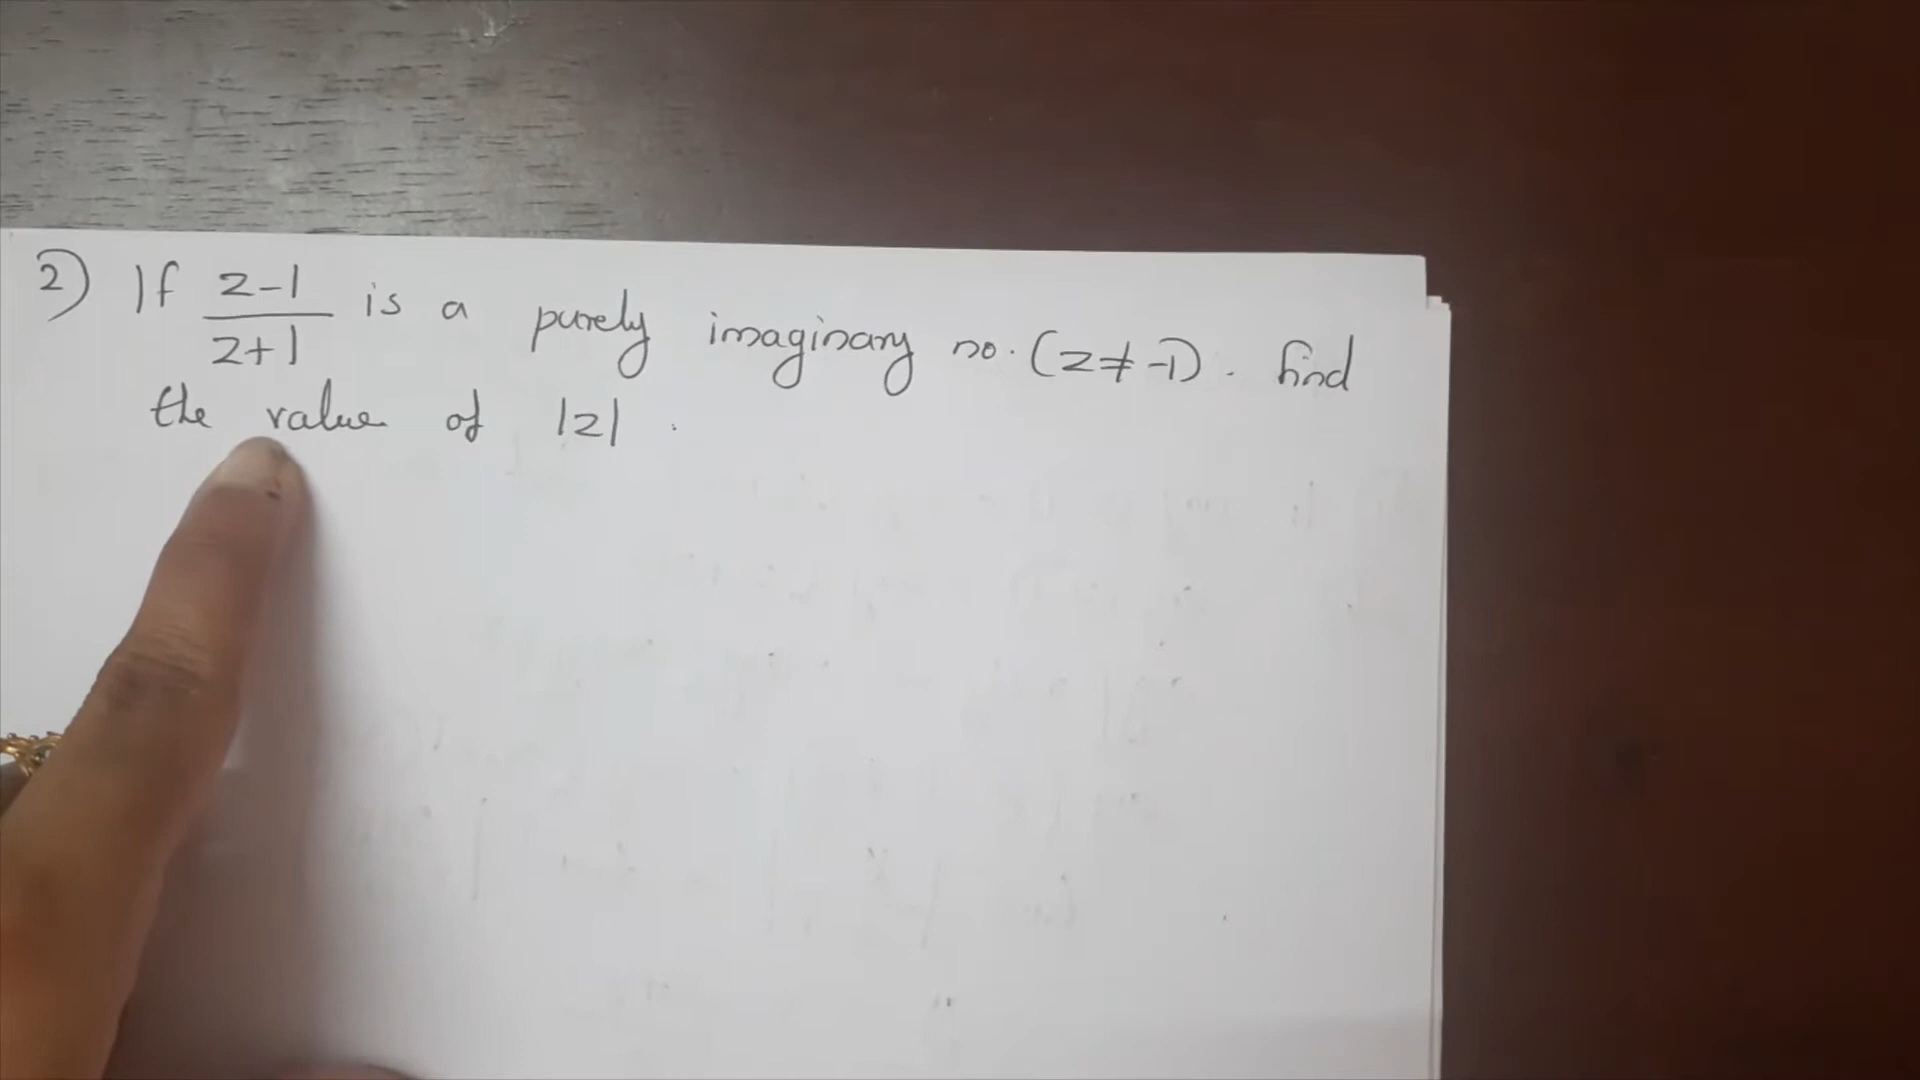 2) If z-1/z+1 is a purely imaginary no. (z≠-1). find
the value of |z|.